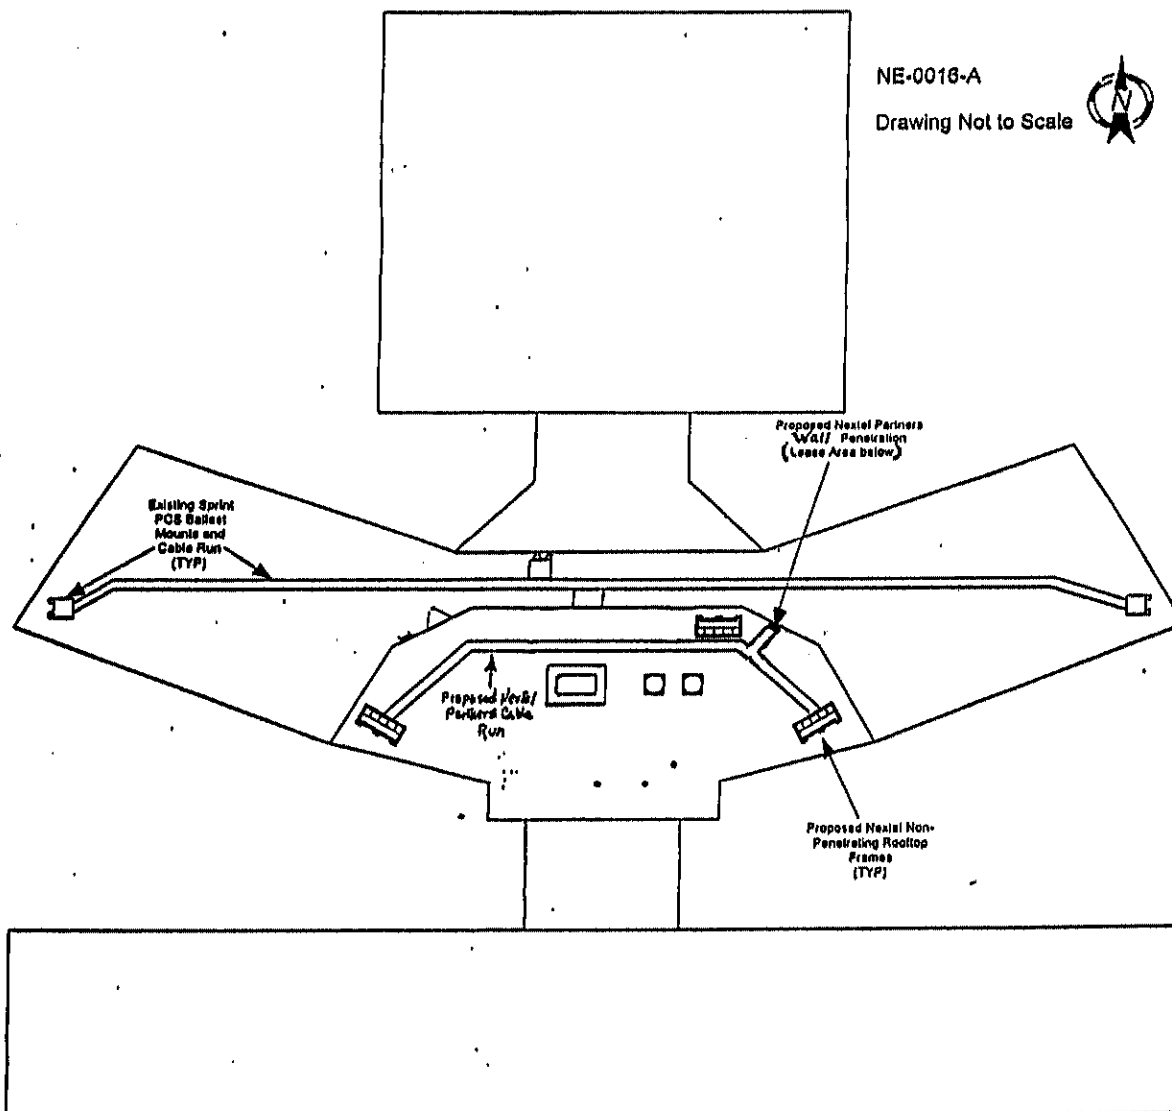 NE-0016-A
N
Drawing Not to Scale
Proposed Nextel Partners
Wall Penetration
(Lease Area below)
Existing Sprint
PCS Ballast
Mounts and
Cable Run
(TYP)
Proposed Nextel
Partners Cable
Run
Proposed Nextel Non-
Penetrating Rooftop
Frames
(TYP)